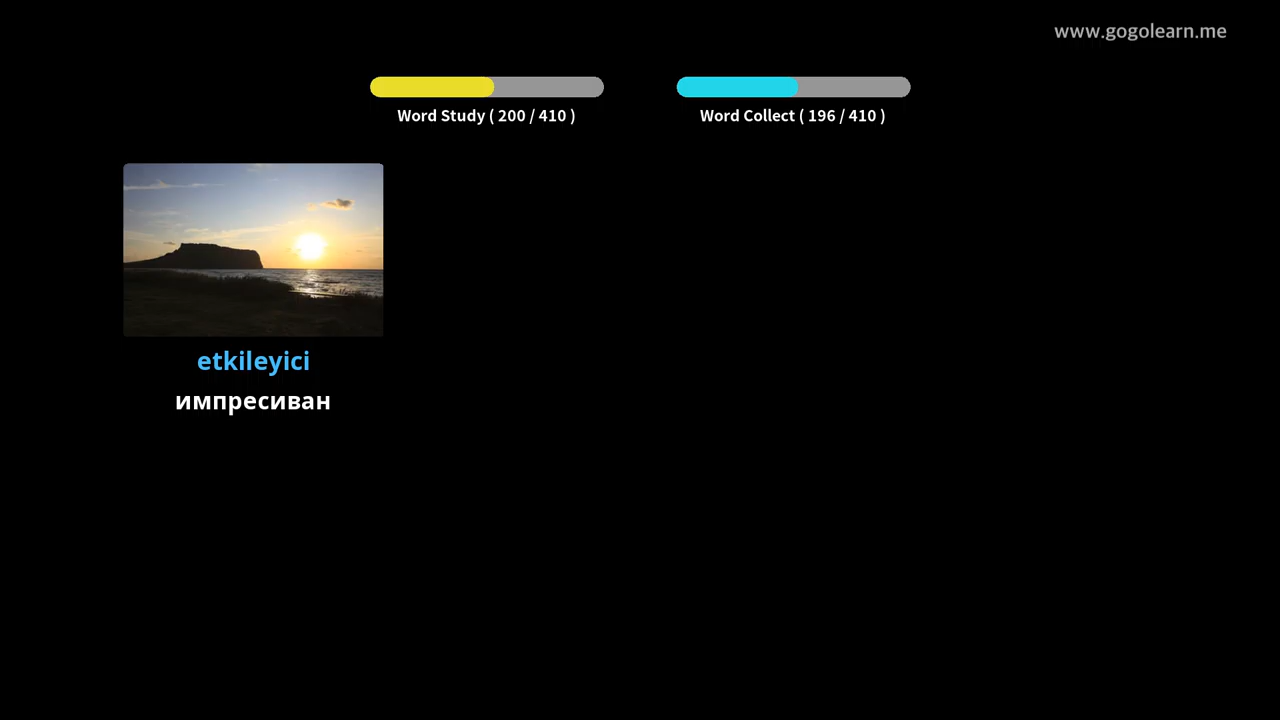 www.gogolearn.me
Word Study ( 200 / 410 )
Word Collect ( 196 / 410 )
etkileyici
импресиван